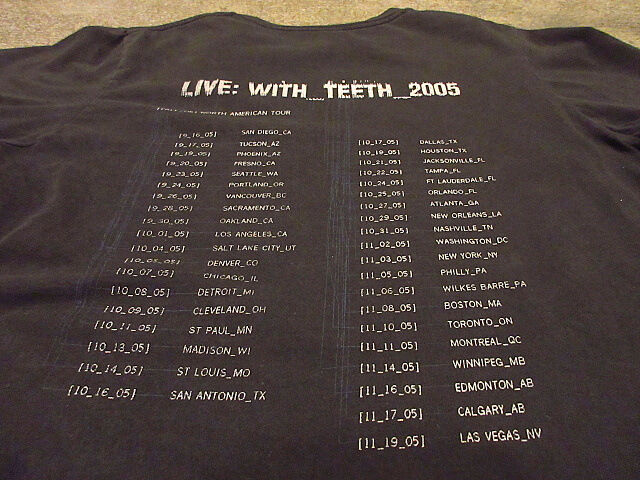 LIVE: WITH_TEETH_2005
NORTH AMERICAN TOUR
[9_16_05] SAN DIEGO_CA
[9_17_05] TUCSON_AZ
[9_19_05] PHOENIX_AZ
[9_20_05] FRESNO_CA
[9_23_05] SEATTLE_WA
[9_24_05] PORTLAND_OR
[9_26_05] VANCOUVER_BC
[9_28_05] SACRAMENTO_CA
[9_30_05] OAKLAND_CA
[10_01_05] LOS ANGELES_CA
[10_04_05] SALT LAKE CITY_UT
[10_05_05] DENVER_CO
[10_07_05] CHICAGO_IL
[10_08_05] DETROIT_MI
[10_09_05] CLEVELAND_OH
[10_11_05] ST PAUL_MN
[10_13_05] MADISON_WI
[10_14_05] ST LOUIS_MO
[10_16_05] SAN ANTONIO_TX
[10_17_05] DALLAS_TX
[10_19_05] HOUSTON_TX
[10_21_05] JACKSONVILLE_FL
[10_22_05] TAMPA_FL
[10_24_05] FT LAUDERDALE_FL
[10_25_05] ORLANDO_FL
[10_27_05] ATLANTA_GA
[10_29_05] NEW ORLEANS_LA
[10_31_05] NASHVILLE_TN
[11_02_05] WASHINGTON_DC
[11_03_05] NEW YORK_NY
[11_05_05] PHILLY_PA
[11_06_05] WILKES BARRE_PA
[11_08_05] BOSTON_MA
[11_10_05] TORONTO_ON
[11_11_05] MONTREAL_QC
[11_14_05] WINNIPEG_MB
[11_16_05] EDMONTON_AB
[11_17_05] CALGARY_AB
[11_19_05] LAS VEGAS_NV